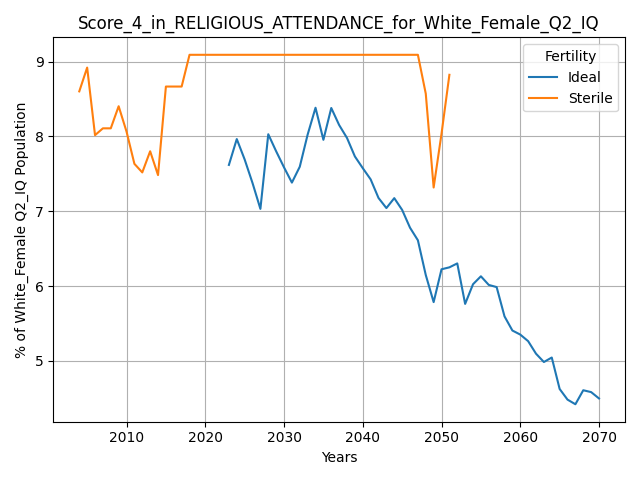 Score_4_in_RELIGIOUS_ATTENDANCE_for_White_Female_Q2_IQ
% of White_Female Q2_IQ Population
9
8
7
6
5
Fertility
Ideal
Sterile
2010 2020 2030 2040 2050 2060 2070
Years